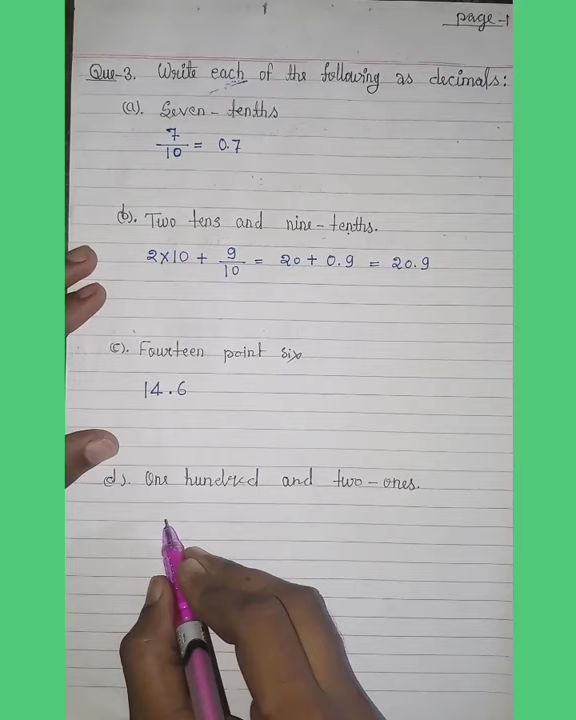 page-1
Que-3. Write each of the following as decimals:
(a). Seven-tenths
7/10 = 0.7
(b). Two tens and nine-tenths.
2×10 + 9/10 = 20 + 0.9 = 20.9
(c). Fourteen point six
14.6
(d). One hundred and two-ones.